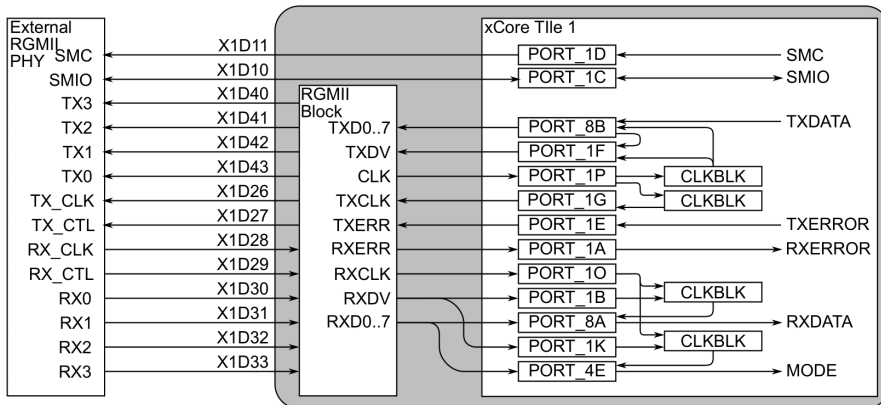 External
RGMII
PHY
SMC
SMIO
TX3
TX2
TX1
TX0
TX_CLK
TX_CTL
RX_CLK
RX_CTL
RX0
RX1
RX2
RX3
X1D11
X1D10
X1D40
X1D41
X1D42
X1D43
X1D26
X1D27
X1D28
X1D29
X1D30
X1D31
X1D32
X1D33
RGMII
Block
TXD0..7
TXDV
CLK
TXCLK
TXERR
RXERR
RXCLK
RXDV
RXD0..7
xCore TIle 1
PORT_1D
PORT_1C
PORT_8B
PORT_1F
PORT_1P
PORT_1G
PORT_1E
PORT_1A
PORT_1O
PORT_1B
PORT_8A
PORT_1K
PORT_4E
CLKBLK
CLKBLK
CLKBLK
CLKBLK
SMC
SMIO
TXDATA
TXERROR
RXERROR
RXDATA
MODE